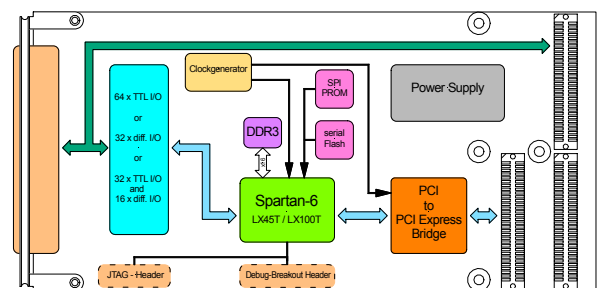 Clockgenerator
SPI
PROM
Power-Supply
64 x TTL I/O
or
32 x diff. I/O
or
32 x TTL I/O
and
16 x diff. I/O
DDR3
x16
serial
Flash
Spartan-6
LX45T / LX100T
PCI
to
PCI Express
Bridge
JTAG - Header
Debug-Breakout Header